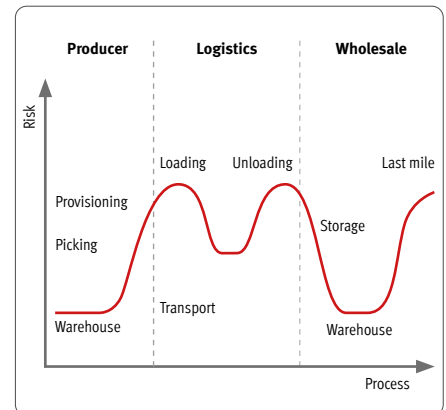 Producer
Logistics
Wholesale
Risk
Loading
Unloading
Last mile
Provisioning
Storage
Picking
Transport
Warehouse
Warehouse
Process